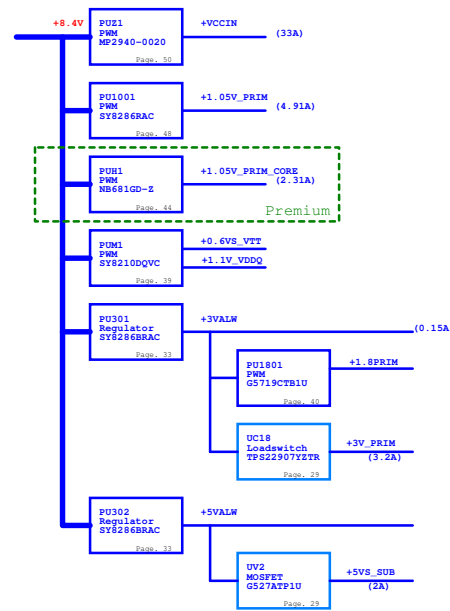 +8.4V
PUZ1
PWM
MP2940-0020
Page. 50
+VCCIN
(33A)
PU1001
PWM
SY8286RAC
Page. 48
+1.05V_PRIM
(4.91A)
PUH1
PWM
NB681GD-Z
Page. 44
+1.05V_PRIM_CORE
(2.31A)
Premium
PUM1
PWM
SY8210DQVC
Page. 39
+0.6VS_VTT
+1.1V_VDDQ
PU301
Regulator
SY8286BRAC
Page. 33
+3VALW
(0.15A
PU1801
PWM
G5719CTB1U
Page. 40
+1.8PRIM
UC18
Loadswitch
TPS22907YZTR
Page. 29
+3V_PRIM
(3.2A)
PU302
Regulator
SY8286BRAC
Page. 33
+5VALW
UV2
MOSFET
G527ATP1U
Page. 29
+5VS_SUB
(2A)